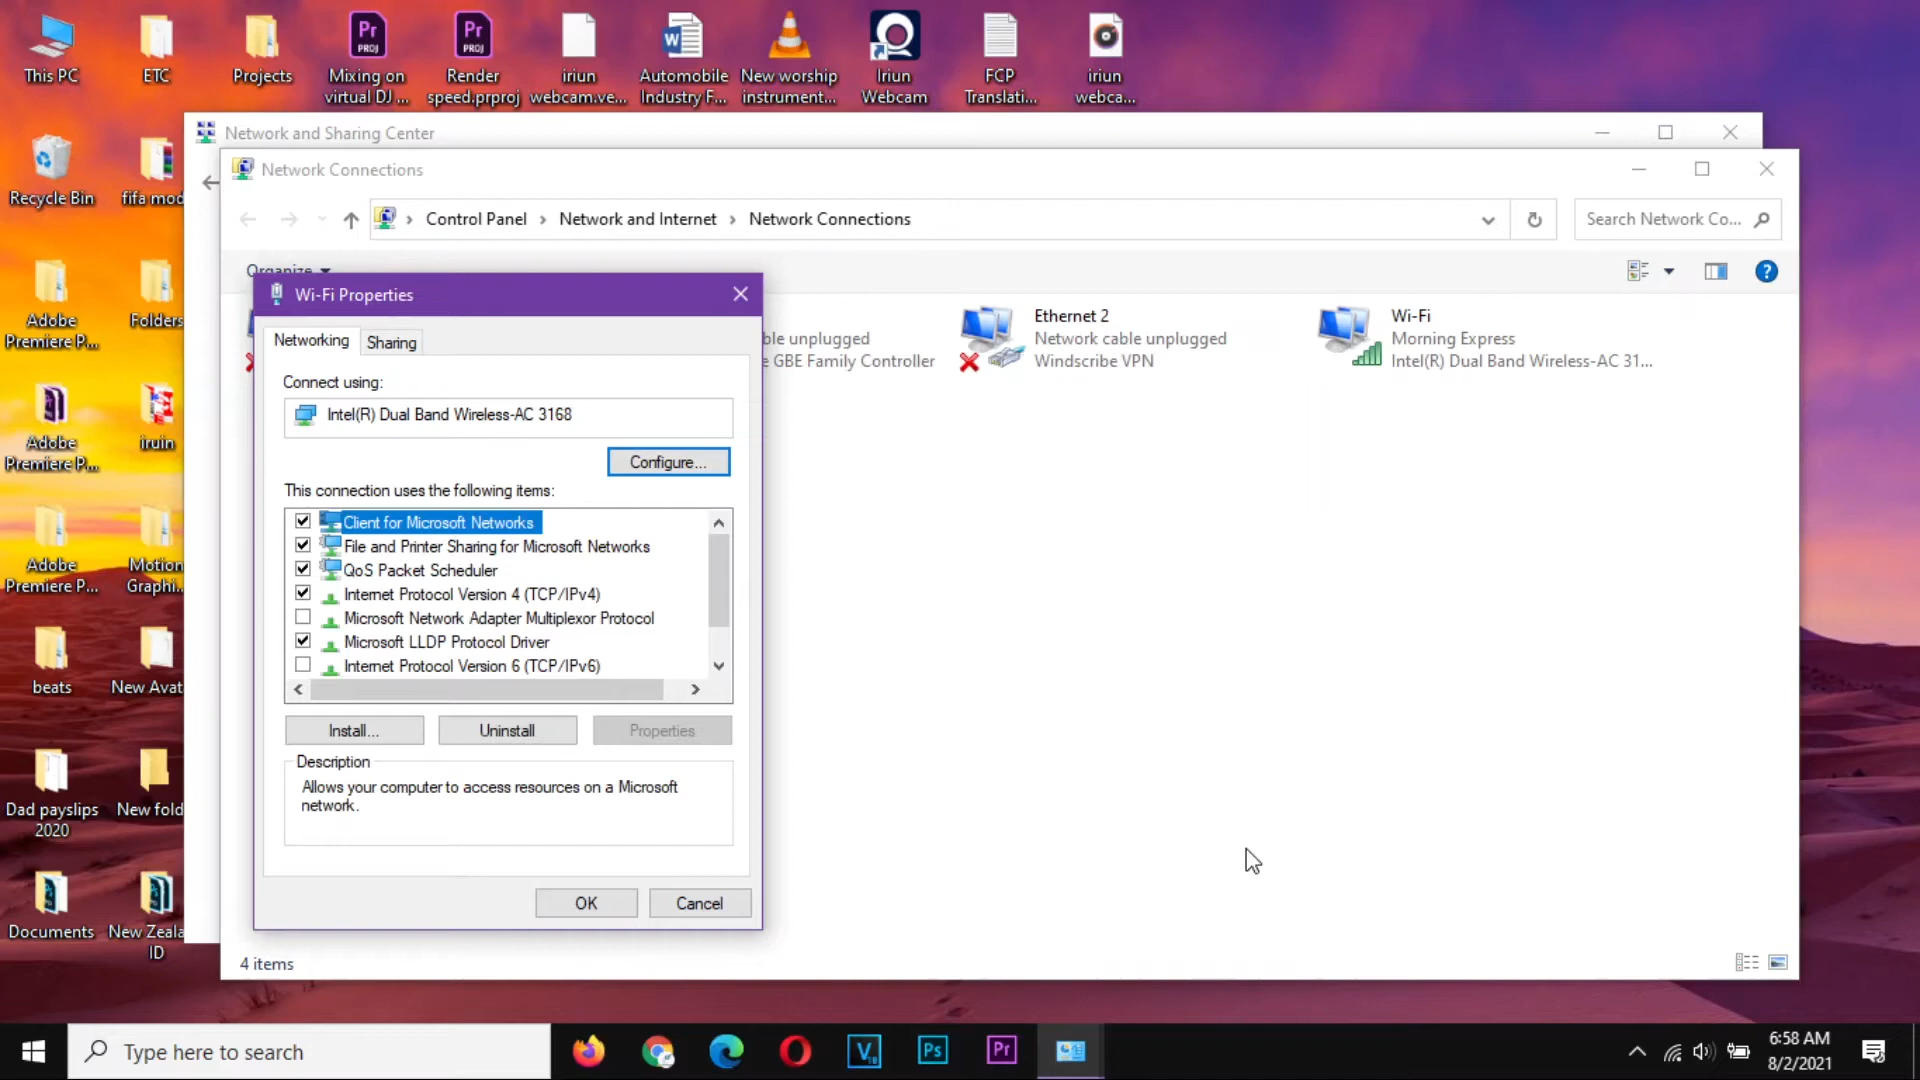 This PC
ETC
Projects
Mixing on
virtual DJ ...
Render
speed.prproj
iriun
webcam.ve...
Automobile
Industry F...
New worship
instrument...
Iriun
Webcam
FCP
Translati...
iriun
webca...
Recycle Bin
fifa mod
Adobe
Premiere P...
Folders
Adobe
Premiere P...
iruin
Adobe
Premiere P...
Motion
Graphi...
beats
New Avat
Dad payslips
2020
New fold
Documents
New Zeala
ID
Network and Sharing Center
Network Connections
Control Panel > Network and Internet > Network Connections
Search Network Co...
Organize
ble unplugged
e GBE Family Controller
Ethernet 2
Network cable unplugged
Windscribe VPN
Wi-Fi
Morning Express
Intel(R) Dual Band Wireless-AC 31...
Wi-Fi Properties
Networking
Sharing
Connect using:
Intel(R) Dual Band Wireless-AC 3168
Configure...
This connection uses the following items:
Client for Microsoft Networks
File and Printer Sharing for Microsoft Networks
QoS Packet Scheduler
Internet Protocol Version 4 (TCP/IPv4)
Microsoft Network Adapter Multiplexor Protocol
Microsoft LLDP Protocol Driver
Internet Protocol Version 6 (TCP/IPv6)
Install...
Uninstall
Properties
Description
Allows your computer to access resources on a Microsoft
network.
OK
Cancel
4 items
Type here to search
6:58 AM
8/2/2021